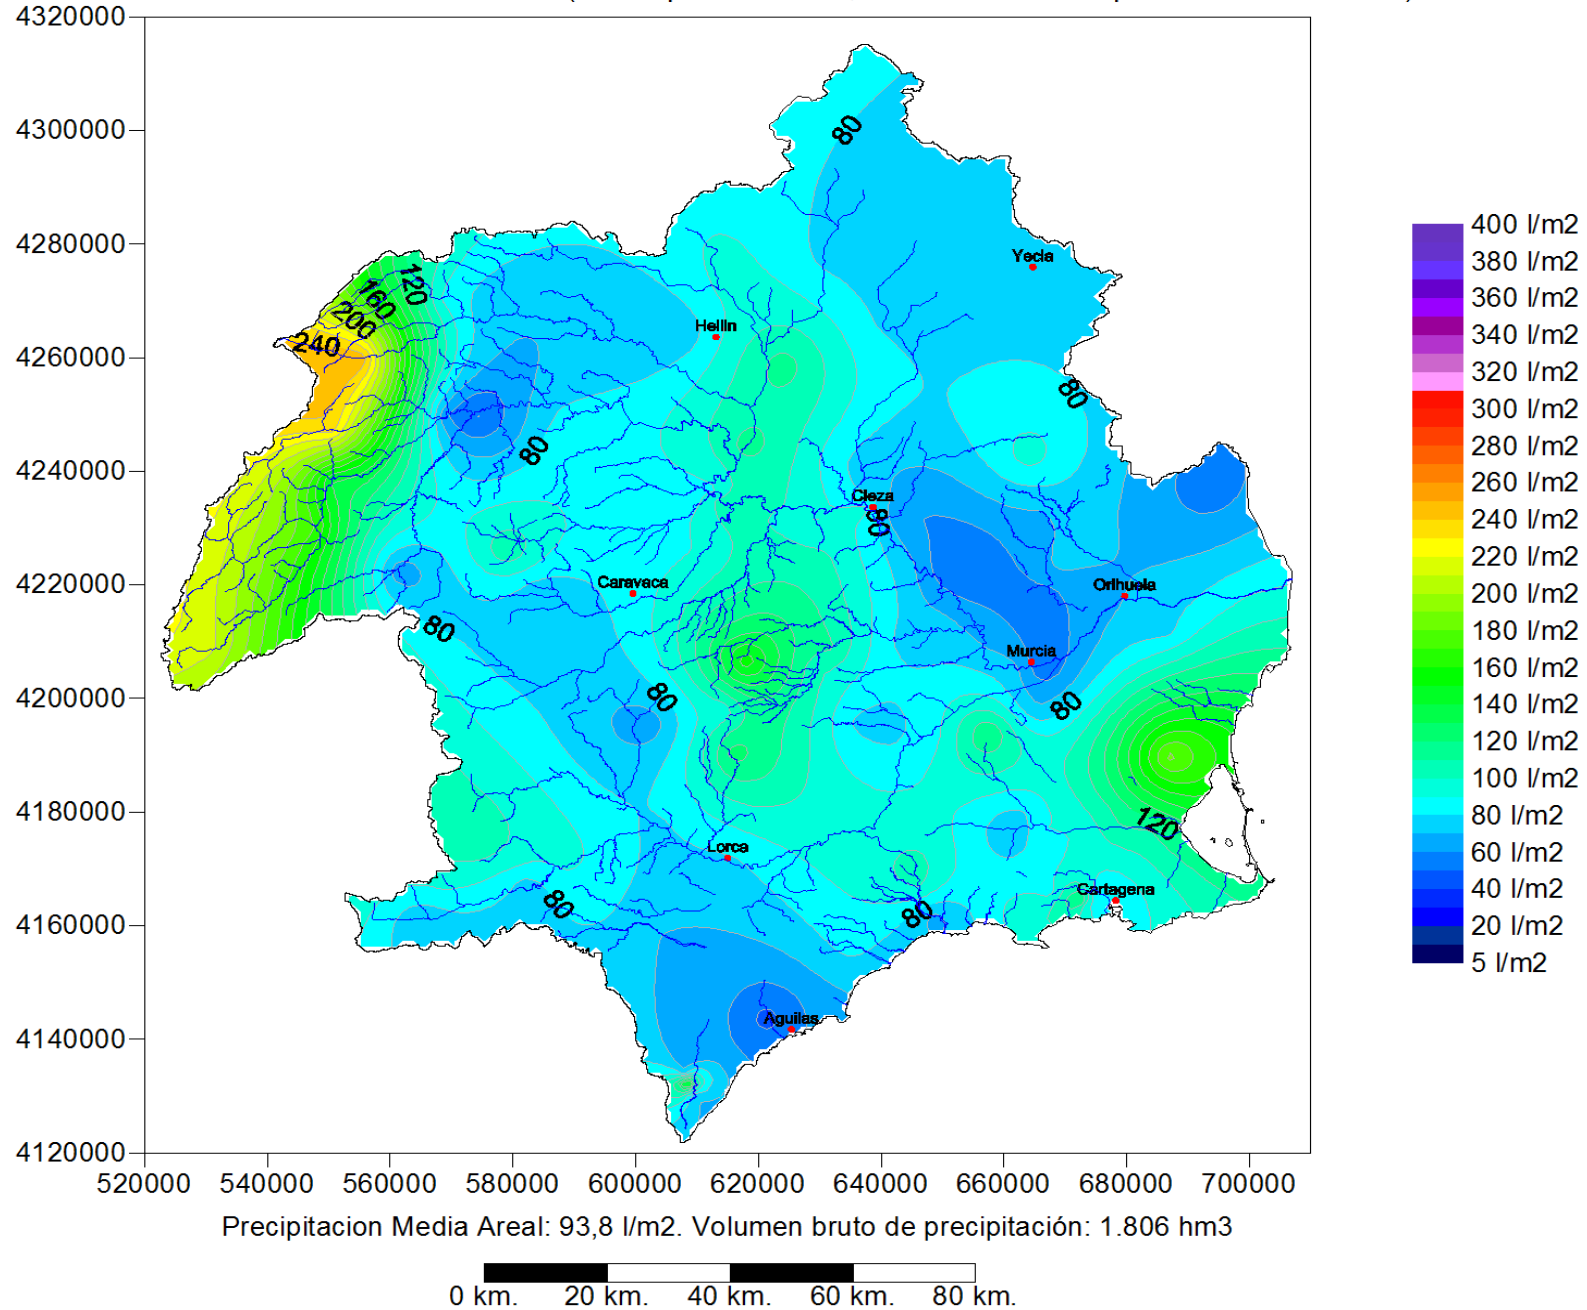 4320000
4300000
4280000
4260000
4240000
4220000
4200000
4180000
4160000
4140000
4120000
520000 540000 560000 580000 600000 620000 640000 660000 680000 700000
80
Yecla
120
160
200
240
Hellin
80
80
Cieza
80
Caravaca
Orihuela
80
Murcia
80
80
120
Lorca
Cartagena
80
80
Aguilas
400 l/m2
380 l/m2
360 l/m2
340 l/m2
320 l/m2
300 l/m2
280 l/m2
260 l/m2
240 l/m2
220 l/m2
200 l/m2
180 l/m2
160 l/m2
140 l/m2
120 l/m2
100 l/m2
80 l/m2
60 l/m2
40 l/m2
20 l/m2
5 l/m2
Precipitacion Media Areal: 93,8 l/m2. Volumen bruto de precipitación: 1.806 hm3
0 km. 20 km. 40 km. 60 km. 80 km.